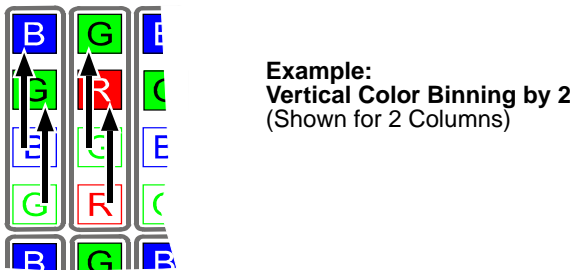 B G B
G R G
B G B
G R G
B G B
Example:
Vertical Color Binning by 2
(Shown for 2 Columns)